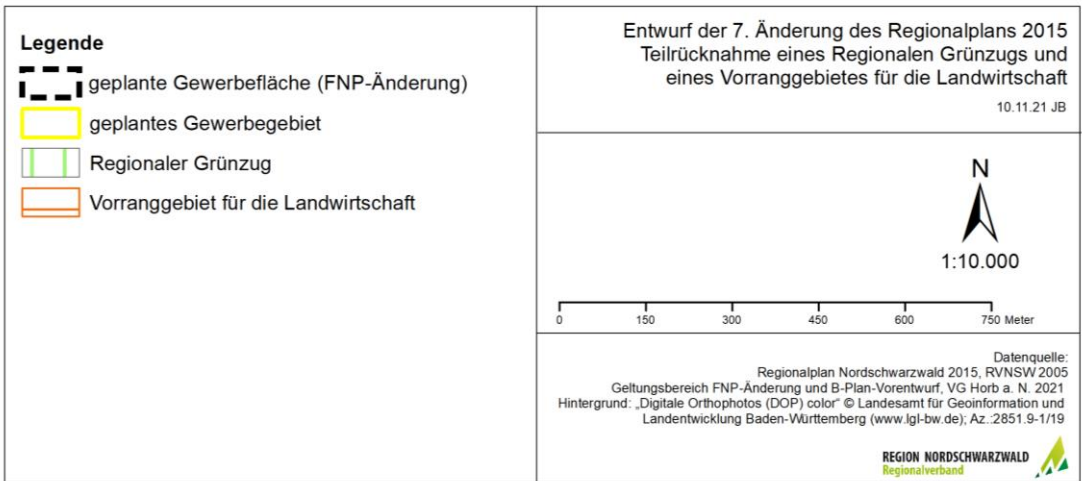 Legende
geplante Gewerbefläche (FNP-Änderung)
geplantes Gewerbegebiet
Regionaler Grünzug
Vorranggebiet für die Landwirtschaft
Entwurf der 7. Änderung des Regionalplans 2015
Teilrücknahme eines Regionalen Grünzugs und
eines Vorranggebietes für die Landwirtschaft
10.11.21 JB
N
1:10.000
0 150 300 450 600 750 Meter
Datenquelle:
Regionalplan Nordschwarzwald 2015, RVNSW 2005
Geltungsbereich FNP-Änderung und B-Plan-Vorentwurf, VG Horb a. N. 2021
Hintergrund: „Digitale Orthophotos (DOP) color“ © Landesamt für Geoinformation und
Landentwicklung Baden-Württemberg (www.lgl-bw.de); Az.:2851.9-1/19
REGION NORDSCHWARZWALD
Regionalverband